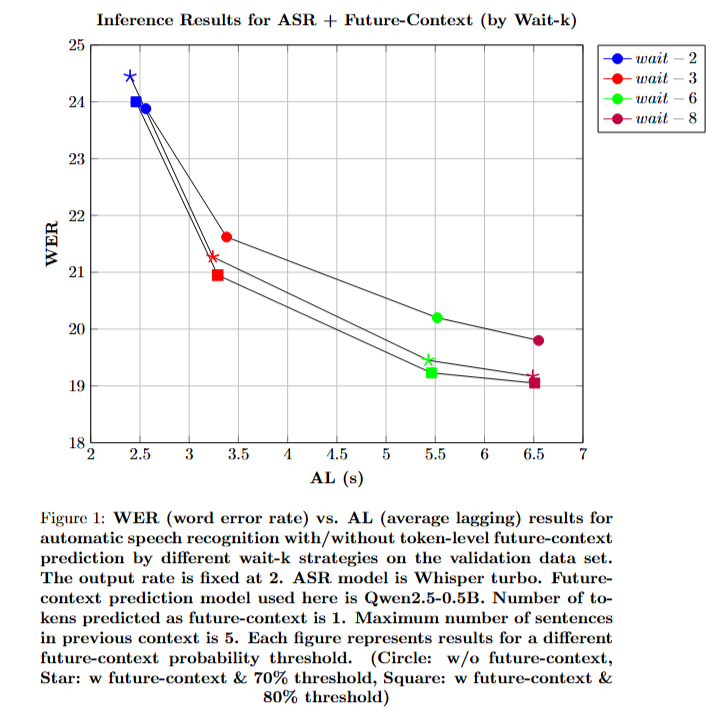 Inference Results for ASR + Future-Context (by Wait-k)
25
24
23
22
21
20
19
18
WER
2 2.5 3 3.5 4 4.5 5 5.5 6 6.5 7
AL (s)
wait − 2
wait − 3
wait − 6
wait − 8
Figure 1: WER (word error rate) vs. AL (average lagging) results for
automatic speech recognition with/without token-level future-context
prediction by different wait-k strategies on the validation data set.
The output rate is fixed at 2. ASR model is Whisper turbo. Future-
context prediction model used here is Qwen2.5-0.5B. Number of to-
kens predicted as future-context is 1. Maximum number of sentences
in previous context is 5. Each figure represents results for a different
future-context probability threshold. (Circle: w/o future-context,
Star: w future-context & 70% threshold, Square: w future-context &
80% threshold)